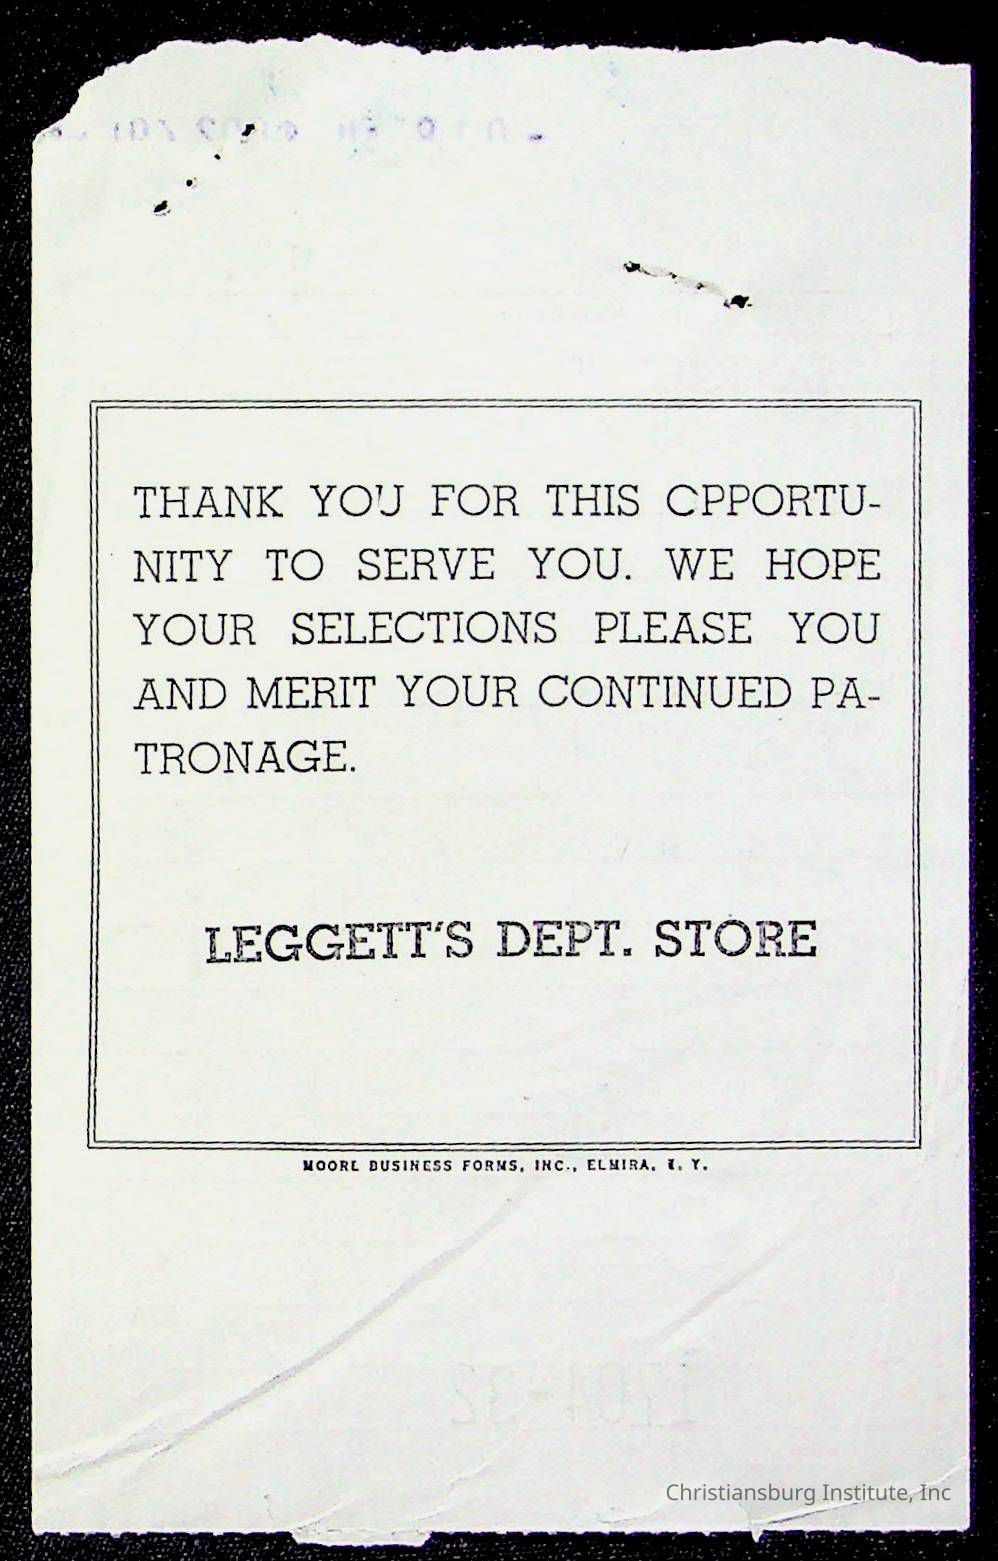 THANK YOU FOR THIS CPPORTU-
NITY TO SERVE YOU. WE HOPE
YOUR SELECTIONS PLEASE YOU
AND MERIT YOUR CONTINUED PA-
TRONAGE.
LEGGETT'S DEPT. STORE
MOORE BUSINESS FORMS, INC., ELMIRA, N. Y.
Christiansburg Institute, Inc